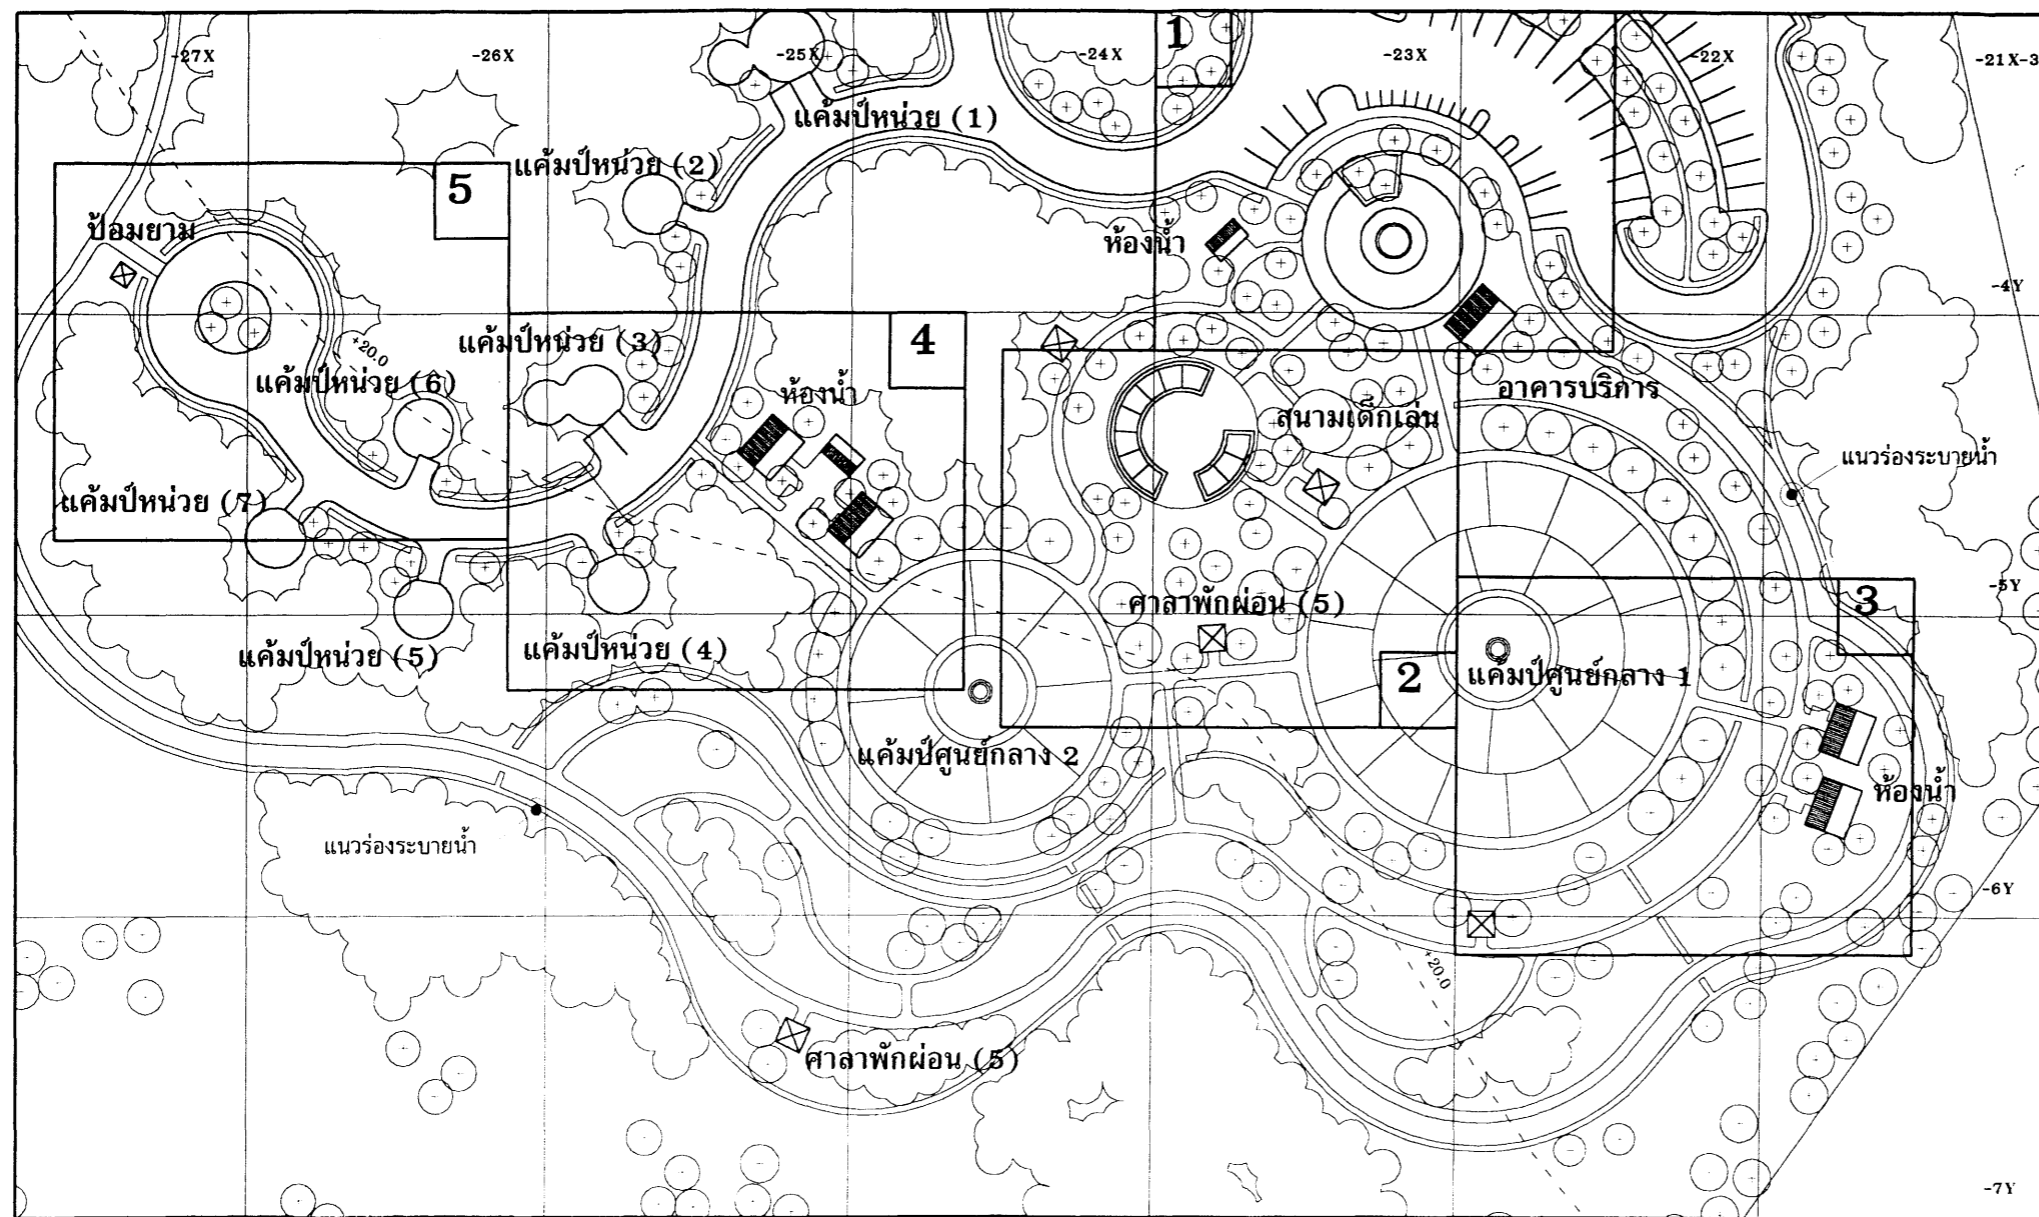 1
-27X
-26X
-25X
-24X
-23X
-22X
-21X-3
แค้มป์หน่วย (1)
แค้มป์หน่วย (2)
5
ป้อมยาม
ห้องน้ำ
-4Y
แค้มป์หน่วย (3)
4
+20.0
แค้มป์หน่วย (6)
ห้องน้ำ
อาคารบริการ
สนามเด็กเล่น
แนวร่องระบายน้ำ
แค้มป์หน่วย (7)
-5Y
3
ศาลาพักผ่อน (5)
แค้มป์หน่วย (5)
แค้มป์หน่วย (4)
2
แค้มป์ศูนย์กลาง 1
แค้มป์ศูนย์กลาง 2
ห้องน้ำ
แนวร่องระบายน้ำ
-6Y
+20.0
ศาลาพักผ่อน (5)
-7Y